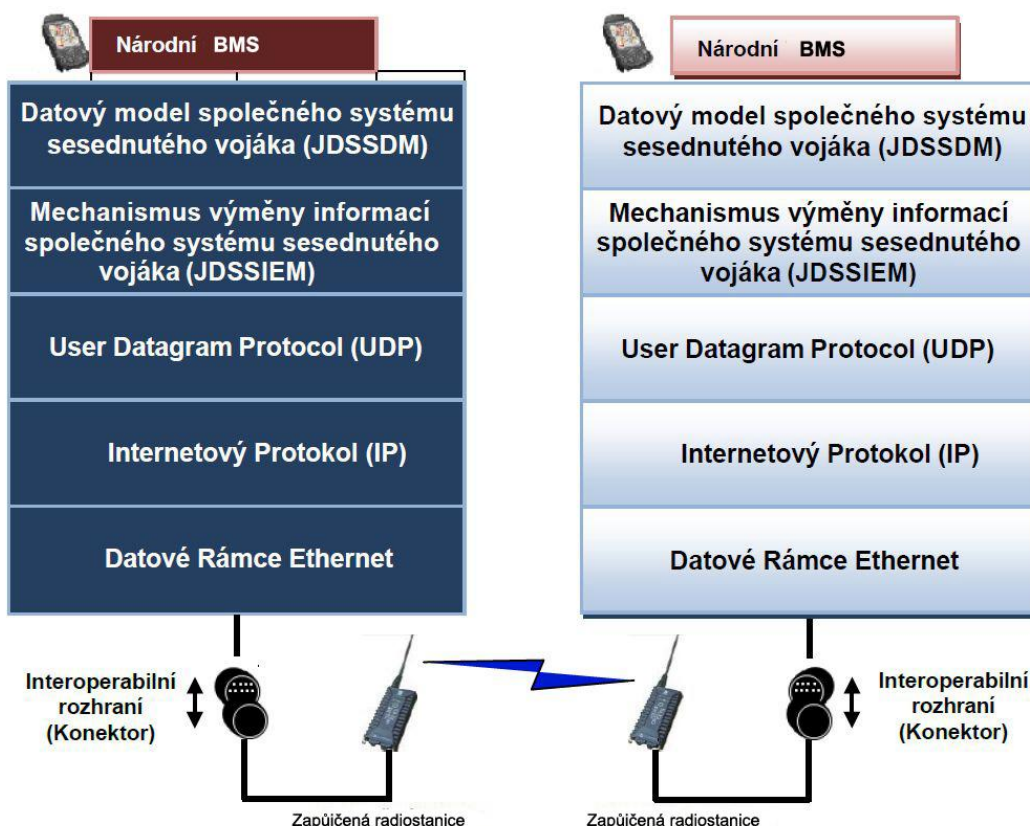 Národní BMS
Datový model společného systému
sesednutého vojáka (JDSSDM)
Mechanismus výměny informací
společného systému sesednutého
vojáka (JDSSIEM)
User Datagram Protocol (UDP)
Internetový Protokol (IP)
Datové Rámce Ethernet
Interoperabilní
rozhraní
(Konektor)
Zapůjčená radiostanice
Národní BMS
Datový model společného systému
sesednutého vojáka (JDSSDM)
Mechanismus výměny informací
společného systému sesednutého
vojáka (JDSSIEM)
User Datagram Protocol (UDP)
Internetový Protokol (IP)
Datové Rámce Ethernet
Interoperabilní
rozhraní
(Konektor)
Zapůjčená radiostanice